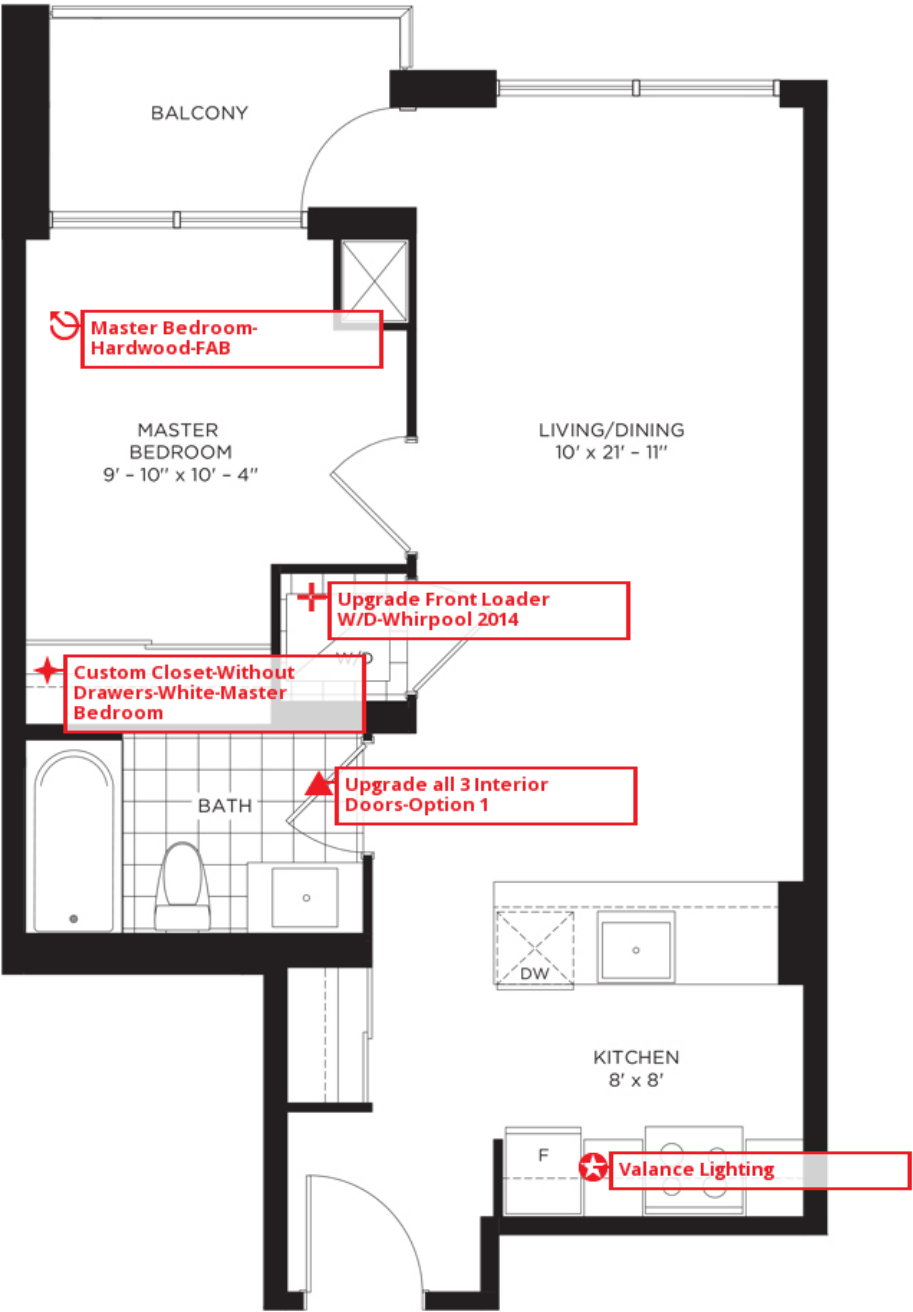 BALCONY
Master Bedroom-
Hardwood-FAB
MASTER
BEDROOM
9' – 10'' x 10' – 4''
LIVING/DINING
10' x 21' – 11''
Upgrade Front Loader
W/D-Whirpool 2014
W/D
Custom Closet-Without
Drawers-White-Master
Bedroom
Upgrade all 3 Interior
Doors-Option 1
BATH
DW
KITCHEN
8' x 8'
F
Valance Lighting